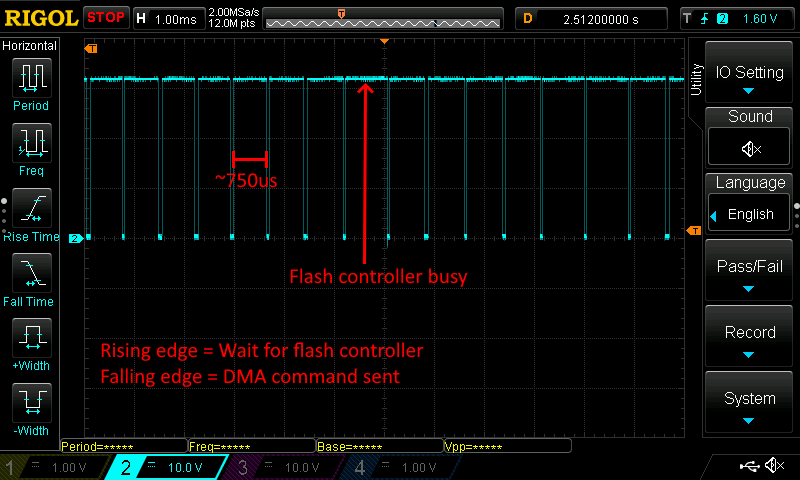 RIGOL STOP H 1.00ms 2.00MSa/s 12.0M pts T D 2.51200000 s T 2 1.60 V
Horizontal
Period
Freq
Rise Time
Fall Time
+Width
-Width
T
2
T
~750us
Flash controller busy
Rising edge = Wait for flash controller
Falling edge = DMA command sent
Period=***** Freq=***** Base=***** Vpp=*****
1 1.00 V 2 10.0 V 3 10.0 V 4 1.00 V
Utility
IO Setting
Sound
Language
English
Pass/Fail
Record
System